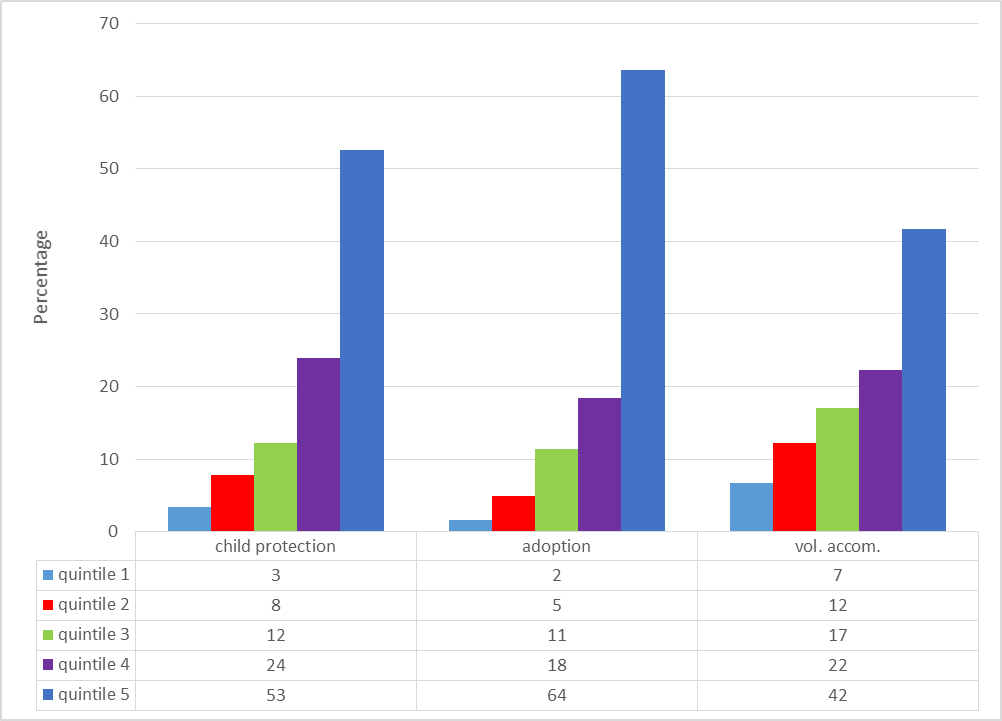 70
60
50
40
30
20
10
0
Percentage
child protection adoption vol. accom.
quintile 1 3 2 7
quintile 2 8 5 12
quintile 3 12 11 17
quintile 4 24 18 22
quintile 5 53 64 42